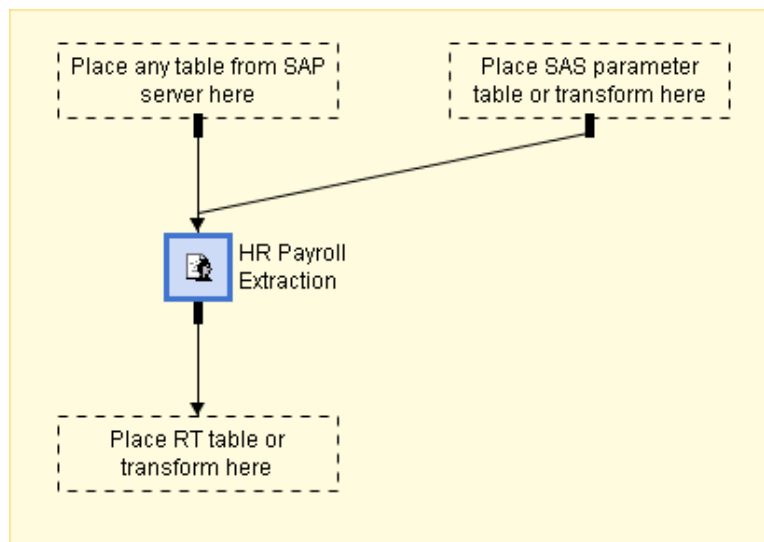 Place any table from SAP
server here
Place SAS parameter
table or transform here
HR Payroll
Extraction
Place RT table or
transform here